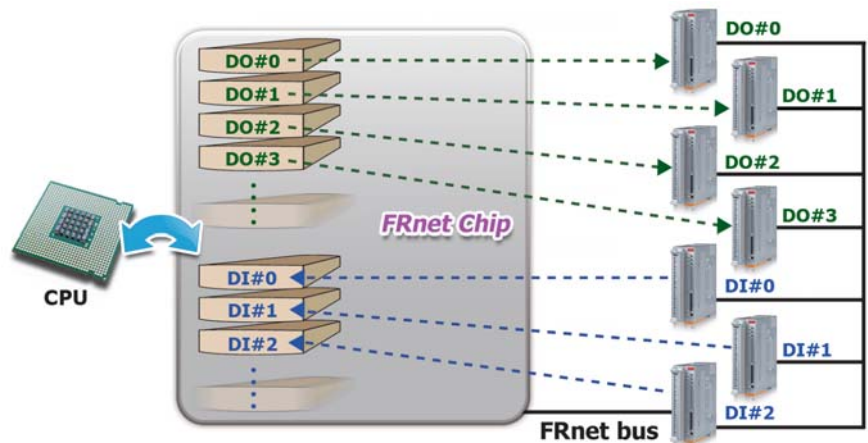 DO#0
DO#1
DO#2
DO#3
FRnet Chip
CPU
DI#0
DI#1
DI#2
DO#0
DO#1
DO#2
DO#3
DI#0
DI#1
DI#2
FRnet bus